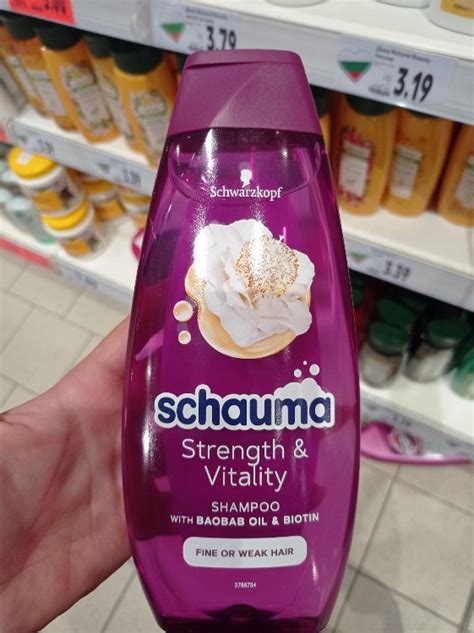 3.79
3.19
Schwarzkopf
3.39
schauma
Strength &
Vitality
SHAMPOO
WITH BAOBAB OIL & BIOTIN
FINE OR WEAK HAIR